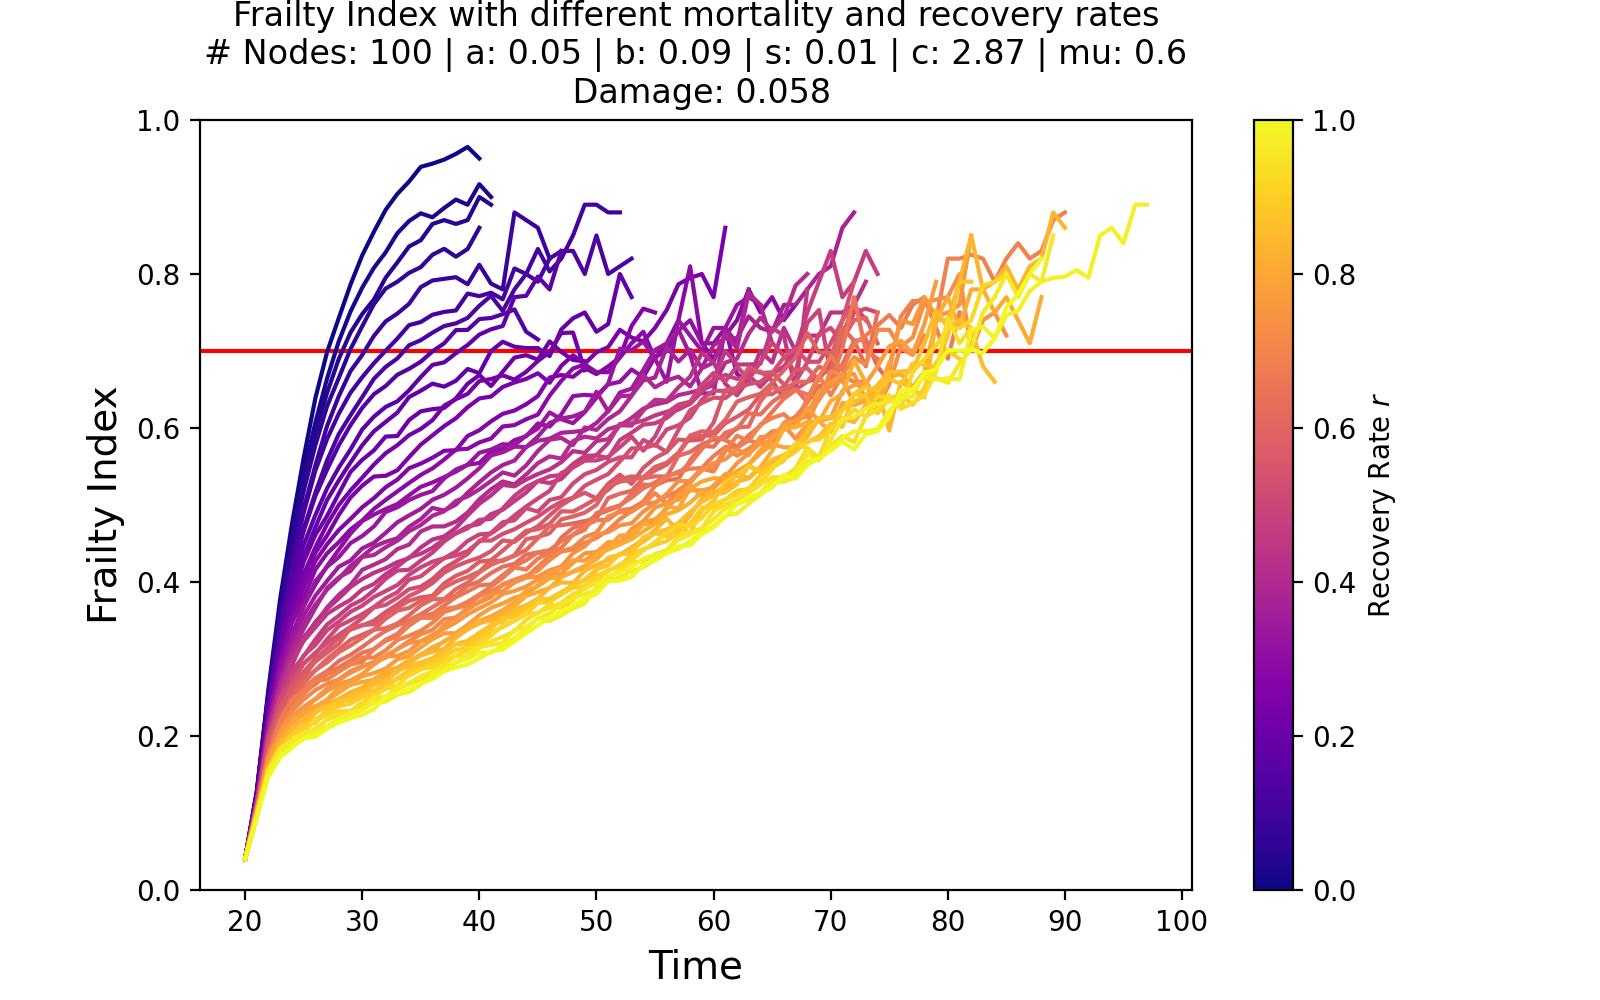 Frailty Index with different mortality and recovery rates
# Nodes: 100 | a: 0.05 | b: 0.09 | s: 0.01 | c: 2.87 | mu: 0.6
Damage: 0.058
Frailty Index
1.0
0.8
0.6
0.4
0.2
0.0
20 30 40 50 60 70 80 90 100
Time
1.0
0.8
0.6
0.4
0.2
0.0
Recovery Rate r